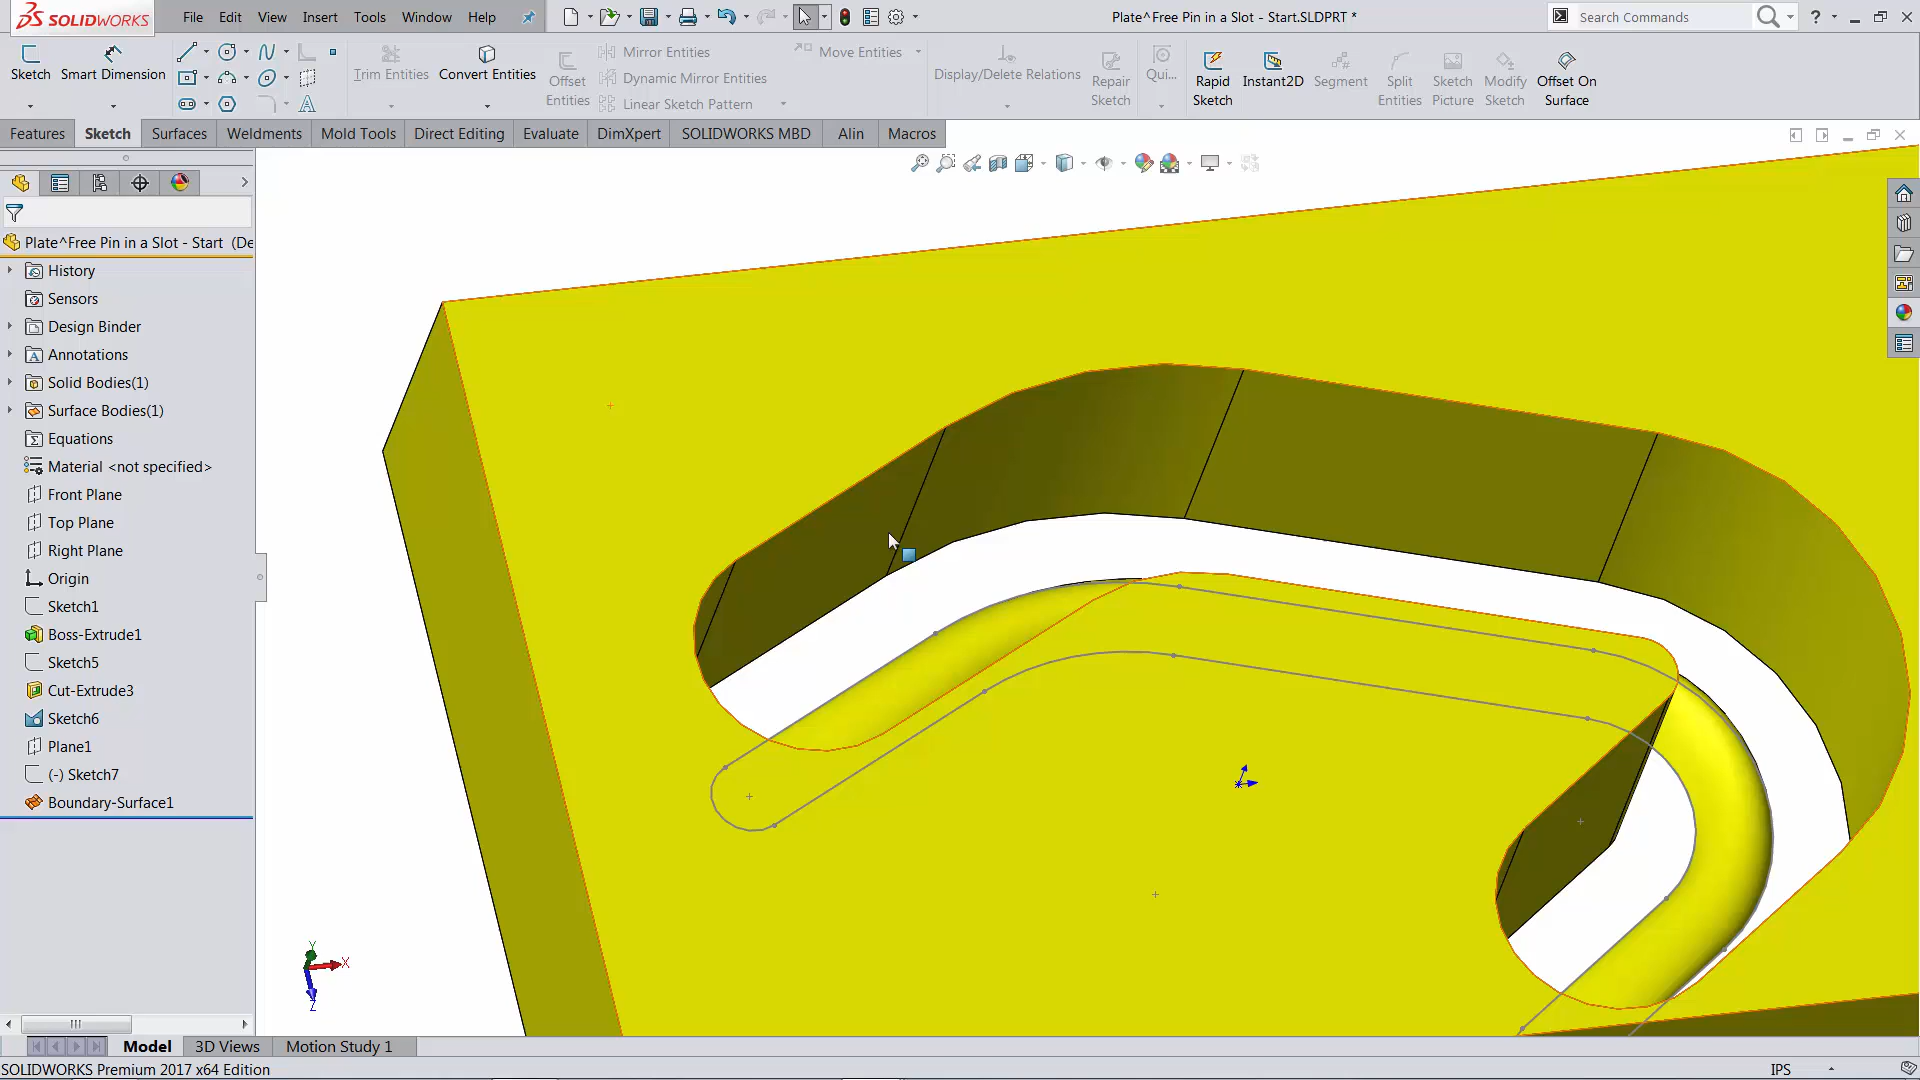 SOLIDWORKS File Edit View Insert Tools Window Help Plate^Free Pin in a Slot - Start.SLDPRT * Search Commands ?
Sketch Smart Dimension Trim Entities Convert Entities Offset Entities Mirror Entities Move Entities Display/Delete Relations Repair Sketch Qui... Rapid Sketch Instant2D Segment Split Entities Sketch Picture Modify Sketch Offset On Surface
Dynamic Mirror Entities
Linear Sketch Pattern
Features Sketch Surfaces Weldments Mold Tools Direct Editing Evaluate DimXpert SOLIDWORKS MBD Alin Macros
Plate^Free Pin in a Slot - Start (De
History
Sensors
Design Binder
Annotations
Solid Bodies(1)
Surface Bodies(1)
Equations
Material <not specified>
Front Plane
Top Plane
Right Plane
Origin
Sketch1
Boss-Extrude1
Sketch5
Cut-Extrude3
Sketch6
Plane1
(-) Sketch7
Boundary-Surface1
Y
X
Z
Model 3D Views Motion Study 1
SOLIDWORKS Premium 2017 x64 Edition IPS